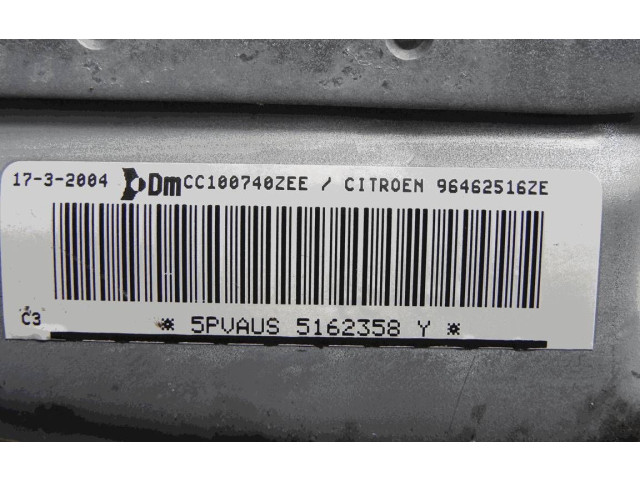 17-3-2004 Dm CC100740ZEE / CITROEN 96462516ZE
C3
* 5PVAUS 5162358 Y *